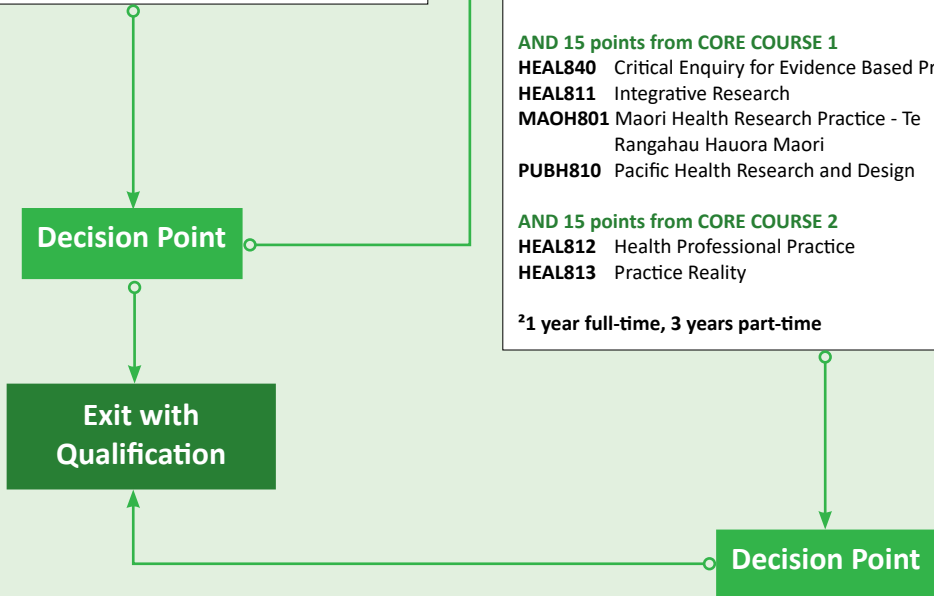 AND 15 points from CORE COURSE 1
HEAL840 Critical Enquiry for Evidence Based
HEAL811 Integrative Research
MAOH801 Maori Health Research Practice - Te
Rangahau Hauora Maori
PUBH810 Pacific Health Research and Design
AND 15 points from CORE COURSE 2
HEAL812 Health Professional Practice
HEAL813 Practice Reality
²1 year full-time, 3 years part-time
Decision Point
Exit with
Qualification
Decision Point